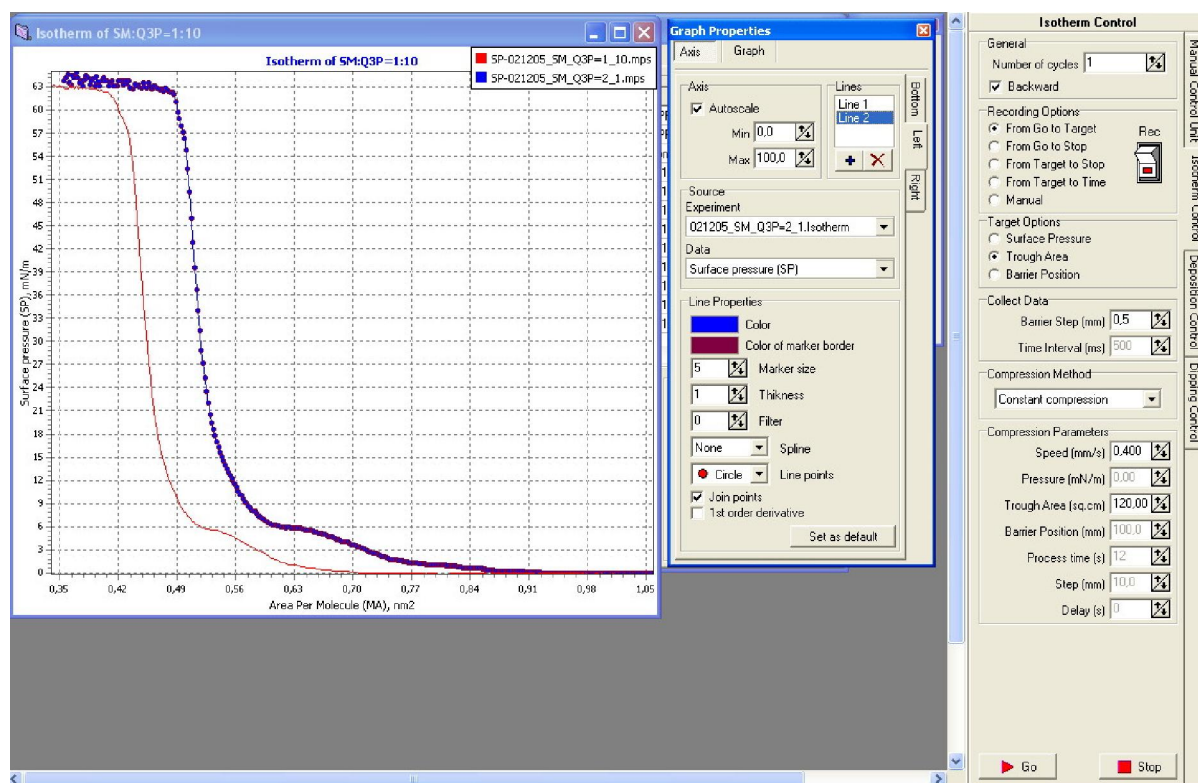 Isotherm of SM:Q3P=1:10
Isotherm of SM:Q3P=1:10
SP-021205_SM_Q3P=1_10.mps
SP-021205_SM_Q3P=2_1.mps
Surface pressure (SP), mN/m
63
60
57
54
51
48
45
42
39
36
33
30
27
24
21
18
15
12
9
6
3
0
0,35
0,42
0,49
0,56
0,63
0,70
0,77
0,84
0,91
0,98
1,05
Area Per Molecule (MA), nm2
Graph Properties
Axis
Graph
Axis
Autoscale
Min 0,0
Max 100,0
Lines
Line 1
Line 2
Bottom
Left
Right
Source
Experiment
021205_SM_Q3P=2_1.Isotherm
Data
Surface pressure (SP)
Line Properties
Color
Color of marker border
5 Marker size
1 Thikness
0 Filter
None Spline
Circle Line points
Join points
1st order derivative
Set as default
Isotherm Control
General
Number of cycles 1
Backward
Recording Options
From Go to Target
From Go to Stop
From Target to Stop
From Target to Time
Manual
Rec
Target Options
Surface Pressure
Trough Area
Barrier Position
Collect Data
Barrier Step (mm) 0,5
Time Interval (ms) 500
Compression Method
Constant compression
Compression Parameters
Speed (mm/s) 0,400
Pressure (mN/m) 0,00
Trough Area (sq.cm) 120,00
Barrier Position (mm) 100,0
Process time (s) 12
Step (mm) 10,0
Delay (s) 0
Go
Stop
Manual Control Unit
Isotherm Control
Deposition Control
Dipping Control